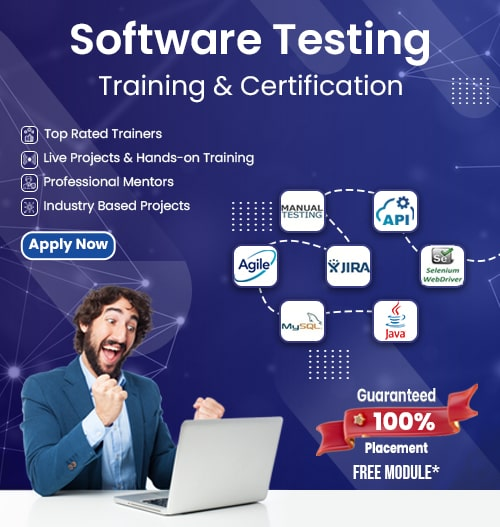 Software Testing
Training & Certification
Top Rated Trainers
Live Projects & Hands-on Training
Professional Mentors
Industry Based Projects
Apply Now
MANUAL
TESTING
API
Agile
JIRA
Se
Selenium
WebDriver
MySQL
Java
Guaranteed
100%
Placement
FREE MODULE*